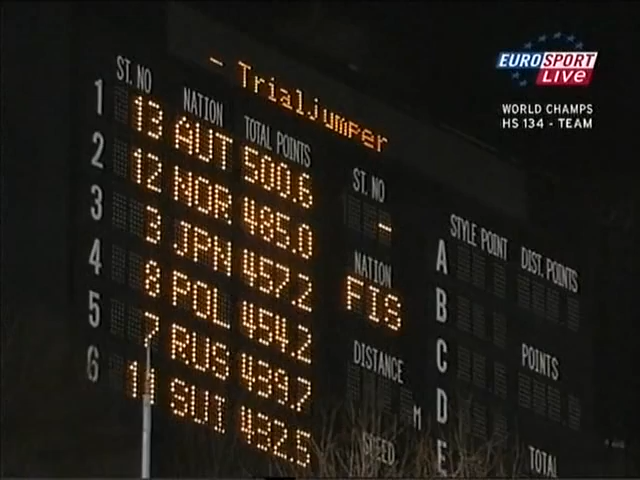 EUROSPORT
LIVE
WORLD CHAMPS
HS 134 - TEAM
- Trialjumper
ST. NO NATION TOTAL POINTS
1 13 AUT 500.6
2 12 NOR 485.0
3 3 JPN 457.2
4 8 POL 454.2
5 7 RUS 439.7
6 11 SUI 432.5
ST. NO
-
NATION
FIS
DISTANCE
M
SPEED
STYLE POINT DIST. POINTS
A
B
C POINTS
D
E TOTAL